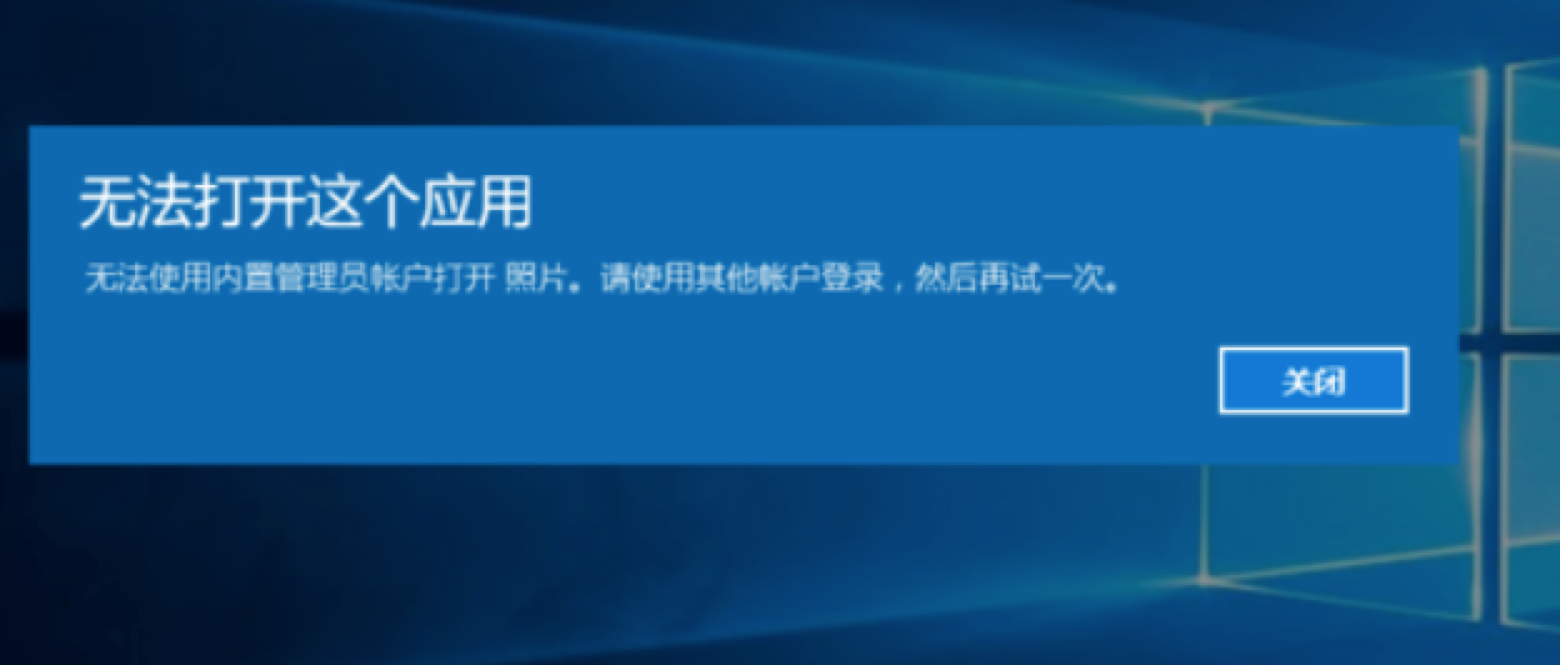 无法打开这个应用
无法使用内置管理员帐户打开 照片。请使用其他帐户登录，然后再试一次。
关闭